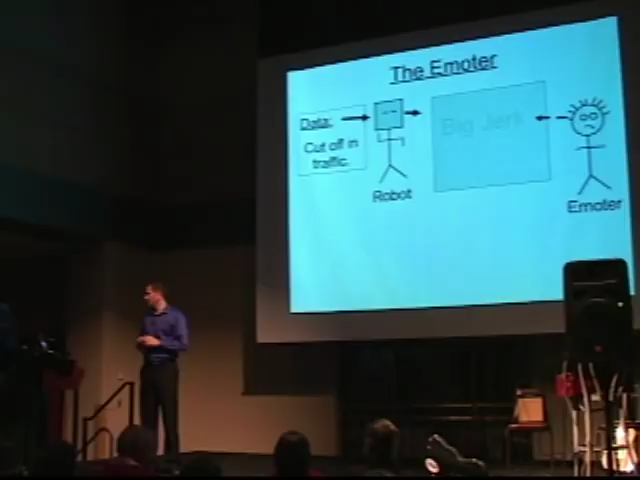 The Emoter
Data:
Cut off in
traffic.
Big Jerk
Robot
Emoter